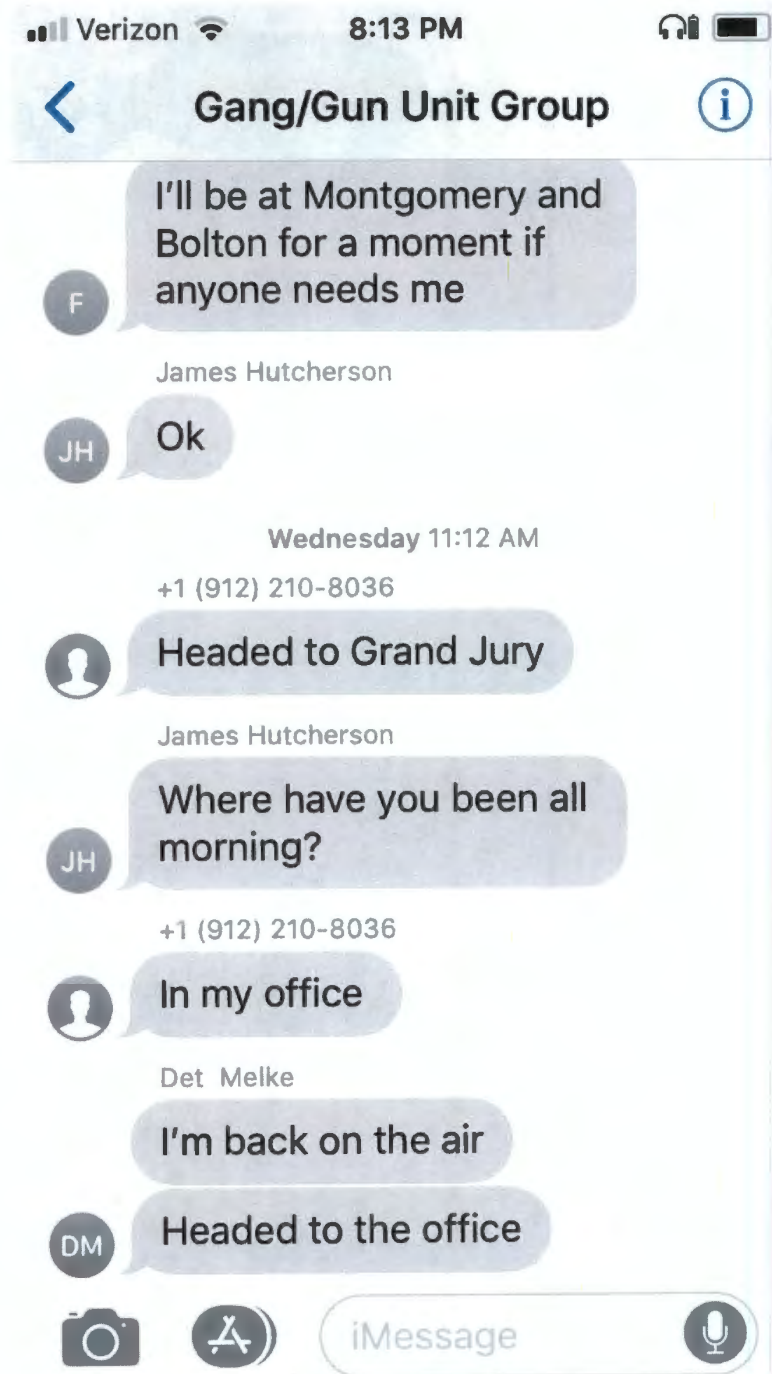 Verizon 8:13 PM
Gang/Gun Unit Group
I'll be at Montgomery and
Bolton for a moment if
anyone needs me
F
James Hutcherson
Ok
JH
Wednesday 11:12 AM
+1 (912) 210-8036
Headed to Grand Jury
James Hutcherson
Where have you been all
morning?
JH
+1 (912) 210-8036
In my office
Det Melke
I'm back on the air
Headed to the office
DM
iMessage